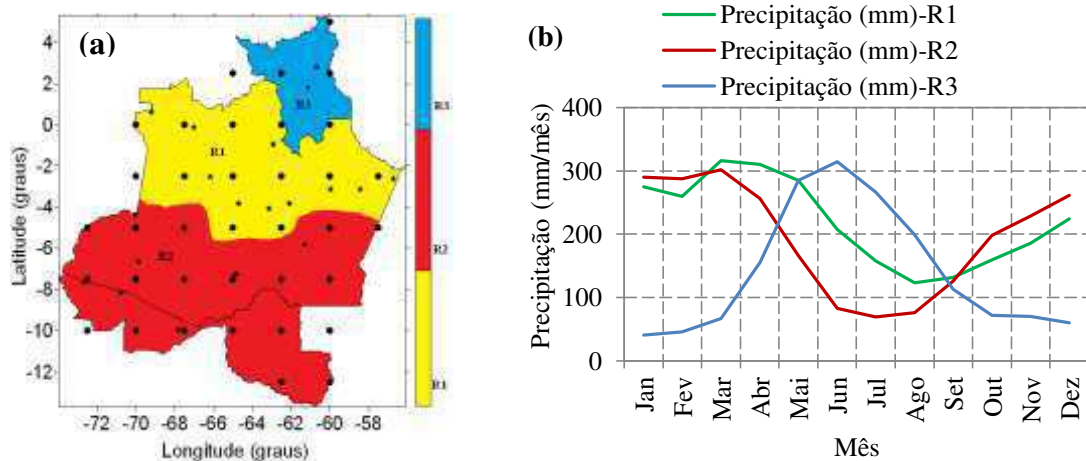 (a)
4
2
0
-2
-4
-6
-8
-10
-12
Latitude (graus)
-72 -70 -68 -66 -64 -62 -60 -58
Longitude (graus)
R3
R1
R2
R3
R2
R1
(b)
Precipitação (mm)-R1
Precipitação (mm)-R2
Precipitação (mm)-R3
400
300
200
100
0
Precipitação (mm/mês)
Jan Fev Mar Abr Mai Jun Jul Ago Set Out Nov Dez
Mês